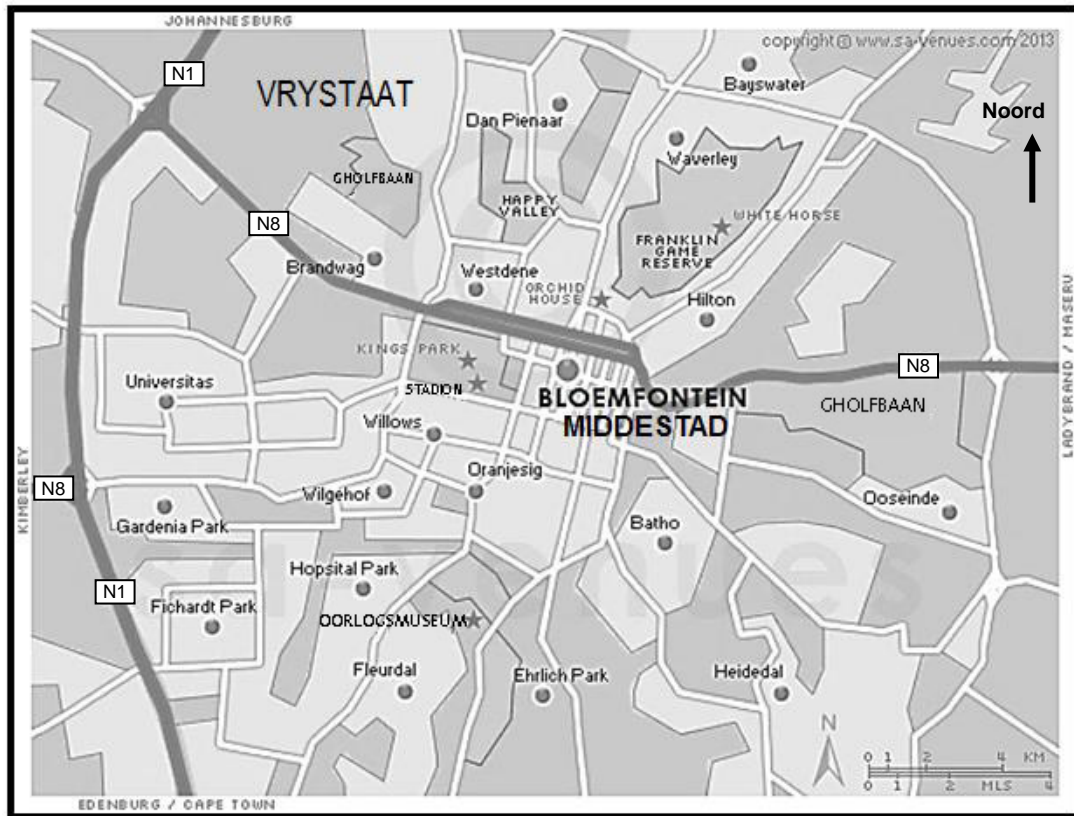 JOHANNESBURG
copyright @ www.sa-venues.com 2013
N1
VRYSTAAT
Bayswater
Noord
Dan Pienaar
Waverley
GHOLFBAAN
HAPPY
VALLEY
WHITE HORSE
N8
FRANKLIN
GAME
RESERVE
Brandwag
Westdene
ORCHID
HOUSE
Hilton
KINGS PARK
N8
LADYBRAND / MASERU
Universitas
STADION
BLOEMFONTEIN
MIDDESTAD
GHOLFBAAN
Willows
KIMBERLEY
N8
Wilgehof
Oranjesig
Ooseinde
Gardenia Park
Batho
sa-venues
Hopsital Park
N1
Fichardt Park
OORLOGSMUSEUM
Fleurdal
Ehrlich Park
Heidedal
N
0 1 2 4 KM
0 1 2 MLS 4
EDENBURG / CAPE TOWN